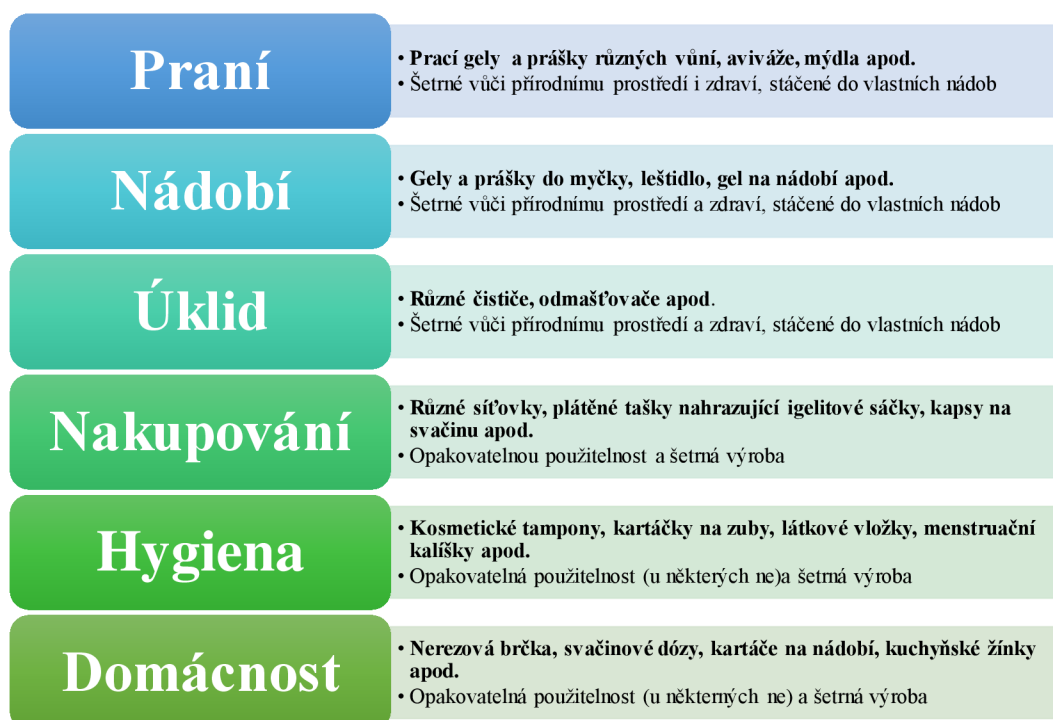 Praní
• Prací gely a prášky různých vůní, aviváže, mýdla apod.
• Šetrné vůči přírodnímu prostředí i zdraví, stáčené do vlastních nádob
Nádobí
• Gely a prášky do myčky, leštidlo, gel na nádobí apod.
• Šetrné vůči přírodnímu prostředí a zdraví, stáčené do vlastních nádob
Úklid
• Různé čističe, odmašťovače apod.
• Šetrné vůči přírodnímu prostředí a zdraví, stáčené do vlastních nádob
Nakupování
• Různé síťovky, plátěné tašky nahrazující igelitové sáčky, kapsy na
svačinu apod.
• Opakovatelnou použitelnost a šetrná výroba
Hygiena
• Kosmetické tampony, kartáčky na zuby, látkové vložky, menstruační
kalíšky apod.
• Opakovatelná použitelnost (u některých ne)a šetrná výroba
Domácnost
• Nerezová brčka, svačinové dózy, kartáče na nádobí, kuchyňské žínky
apod.
• Opakovatelná použitelnost (u některných ne) a šetrná výroba